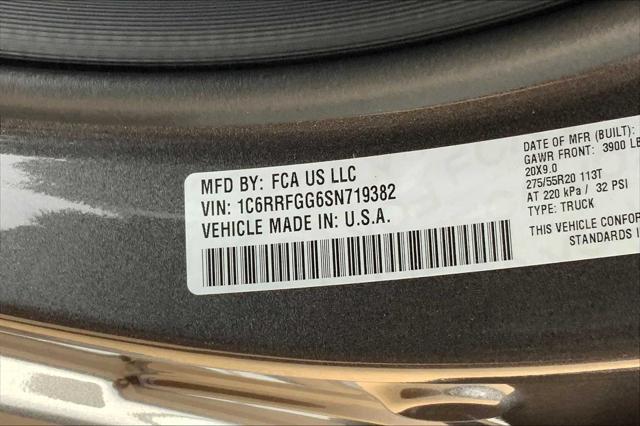 MFD BY: FCA US LLC
VIN: 1C6RRFGG6SN719382
VEHICLE MADE IN: U.S.A.
DATE OF MFR (BUILT):
GAWR FRONT: 3900 LB
20X9.0
275/55R20 113T
AT 220 kPa / 32 PSI
TYPE: TRUCK
THIS VEHICLE CONFO
STANDARDS I